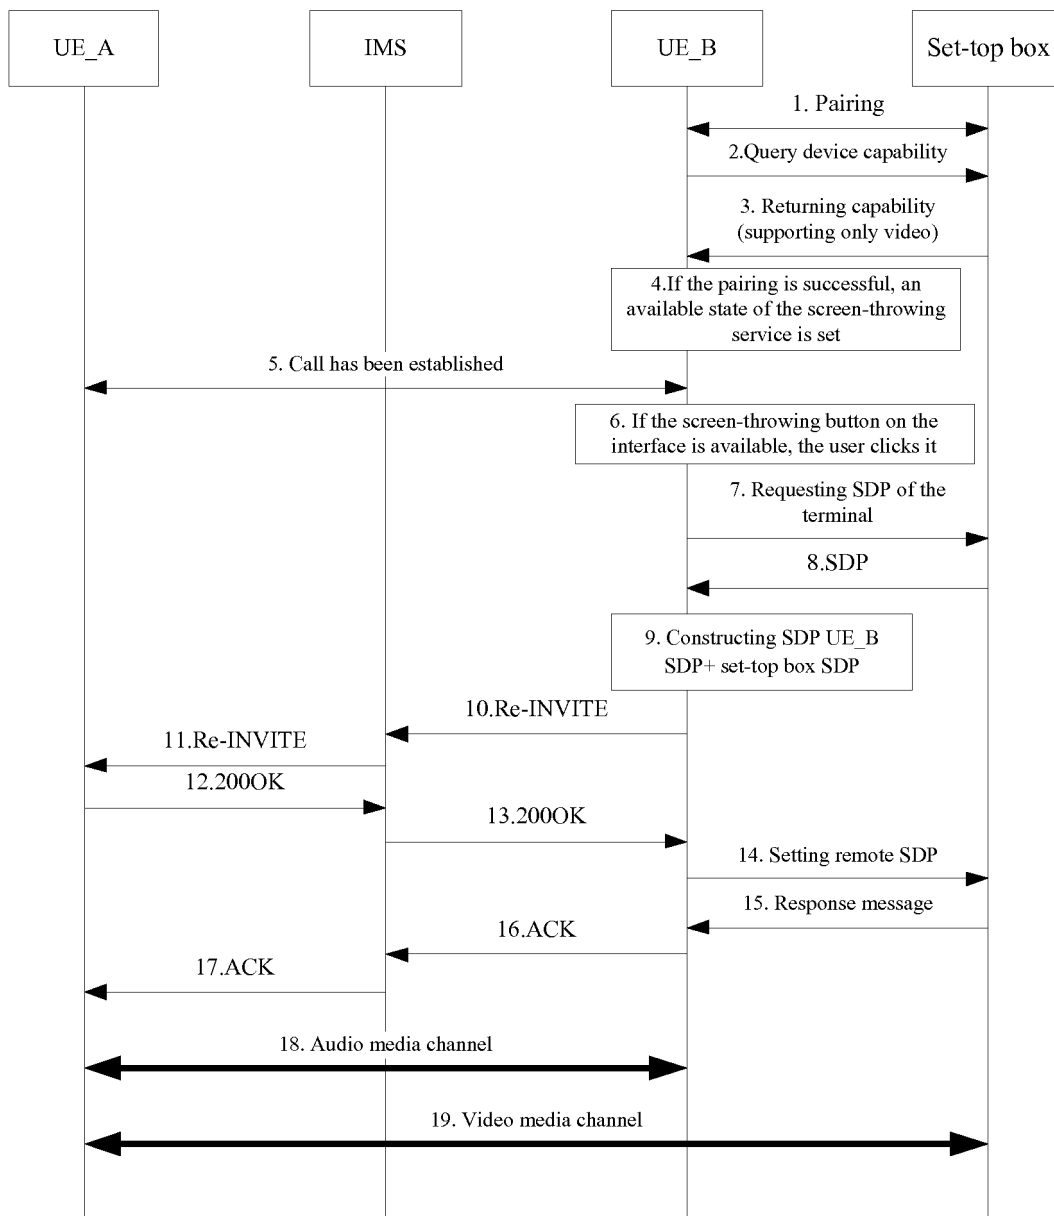 UE_A
IMS
UE_B
Set-top box
1. Pairing
2.Query device capability
3. Returning capability
(supporting only video)
4.If the pairing is successful, an
available state of the screen-throwing
service is set
5. Call has been established
6. If the screen-throwing button on the
interface is available, the user clicks it
7. Requesting SDP of the
terminal
8.SDP
9. Constructing SDP UE_B
SDP+ set-top box SDP
10.Re-INVITE
11.Re-INVITE
12.200OK
13.200OK
14. Setting remote SDP
15. Response message
16.ACK
17.ACK
18. Audio media channel
19. Video media channel